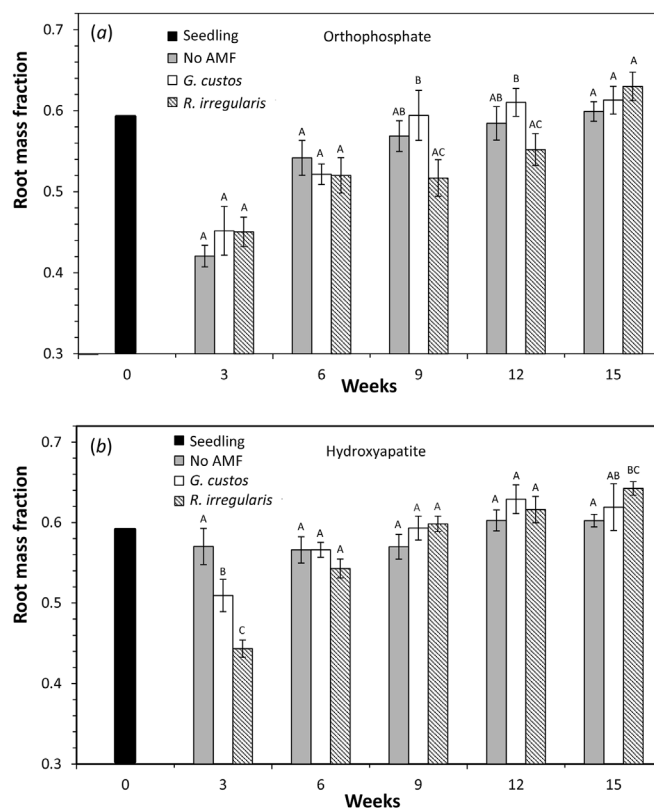 (a)
Orthophosphate
Seedling
No AMF
G. custos
R. irregularis
Root mass fraction
0.7
0.6
0.5
0.4
0.3
A A A
A A A
AB B AC
AB B AC
A A A
0 3 6 9 12 15
Weeks
(b)
Hydroxyapatite
Seedling
No AMF
G. custos
R. irregularis
Root mass fraction
0.7
0.6
0.5
0.4
0.3
A B C
A A A
A A A
A A A
A AB BC
0 3 6 9 12 15
Weeks